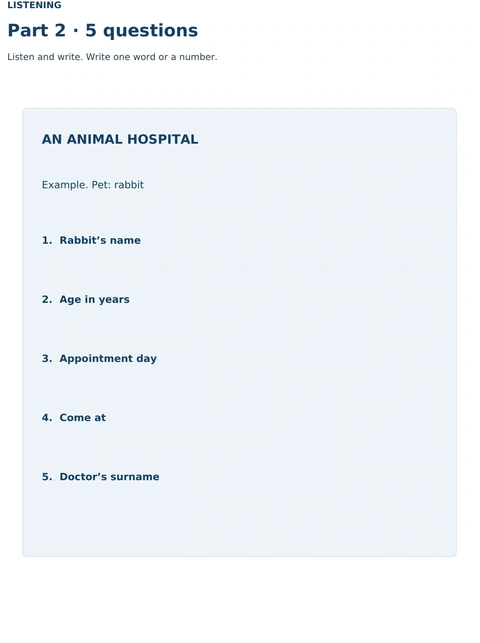 LISTENING
Part 2 · 5 questions
Listen and write. Write one word or a number.
AN ANIMAL HOSPITAL
Example. Pet: rabbit
1. Rabbit’s name
2. Age in years
3. Appointment day
4. Come at
5. Doctor’s surname